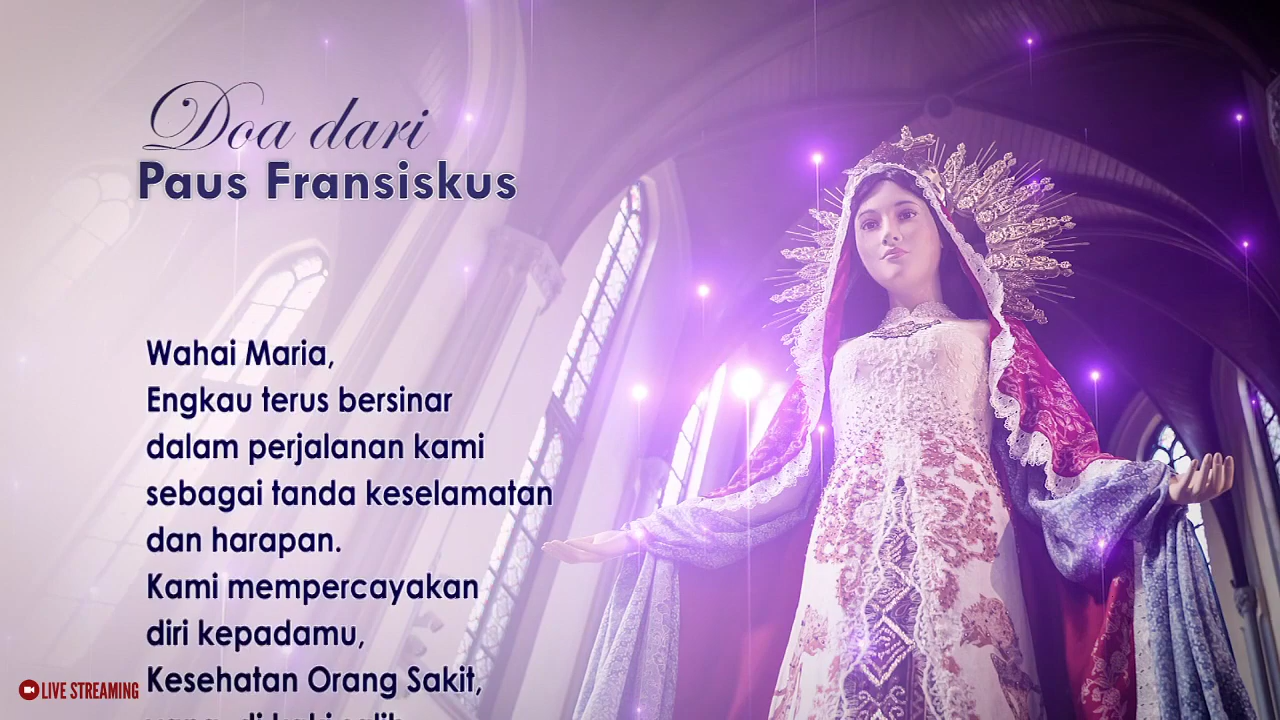 Doa dari
Paus Fransiskus
Wahai Maria,
Engkau terus bersinar
dalam perjalanan kami
sebagai tanda keselamatan
dan harapan.
Kami mempercayakan
diri kepadamu,
Kesehatan Orang Sakit,
LIVE STREAMING